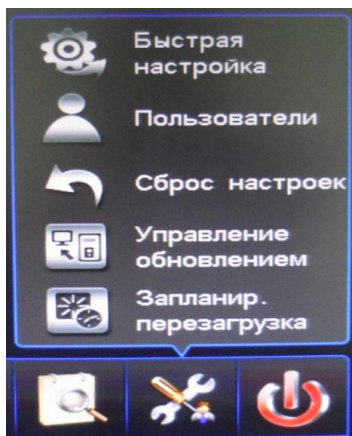 Быстрая
настройка
Пользователи
Сброс настроек
Управление
обновлением
Запланир.
перезагрузка